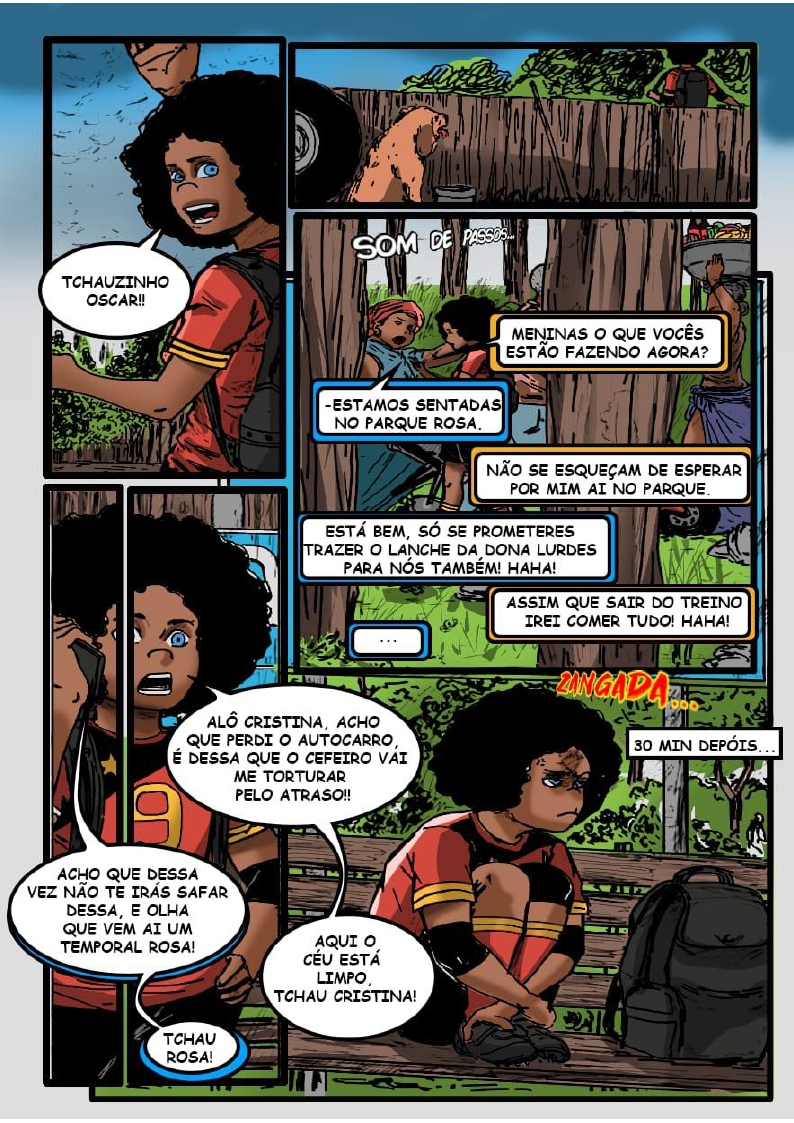 TCHAUZINHO
OSCAR!!
SOM DE PASSOS...
MENINAS O QUE VOCÊS
ESTÃO FAZENDO AGORA?
-ESTAMOS SENTADAS
NO PARQUE ROSA.
NÃO SE ESQUEÇAM DE ESPERAR
POR MIM AI NO PARQUE.
ESTÁ BEM, SÓ SE PROMETERES
TRAZER O LANCHE DA DONA LURDES
PARA NÓS TAMBÉM! HAHA!
ASSIM QUE SAIR DO TREINO
IREI COMER TUDO! HAHA!
...
ALÔ CRISTINA, ACHO
QUE PERDI O AUTOCARRO,
É DESSA QUE O CEFEIRO VAI
ME TORTURAR
PELO ATRASO!!
9
ACHO QUE DESSA
VEZ NÃO TE IRÁS SAFAR
DESSA, E OLHA
QUE VEM AI UM
TEMPORAL ROSA!
AQUI O
CÉU ESTÁ
LIMPO,
TCHAU CRISTINA!
TCHAU
ROSA!
ZANGADA...
30 MIN DEPÓIS...